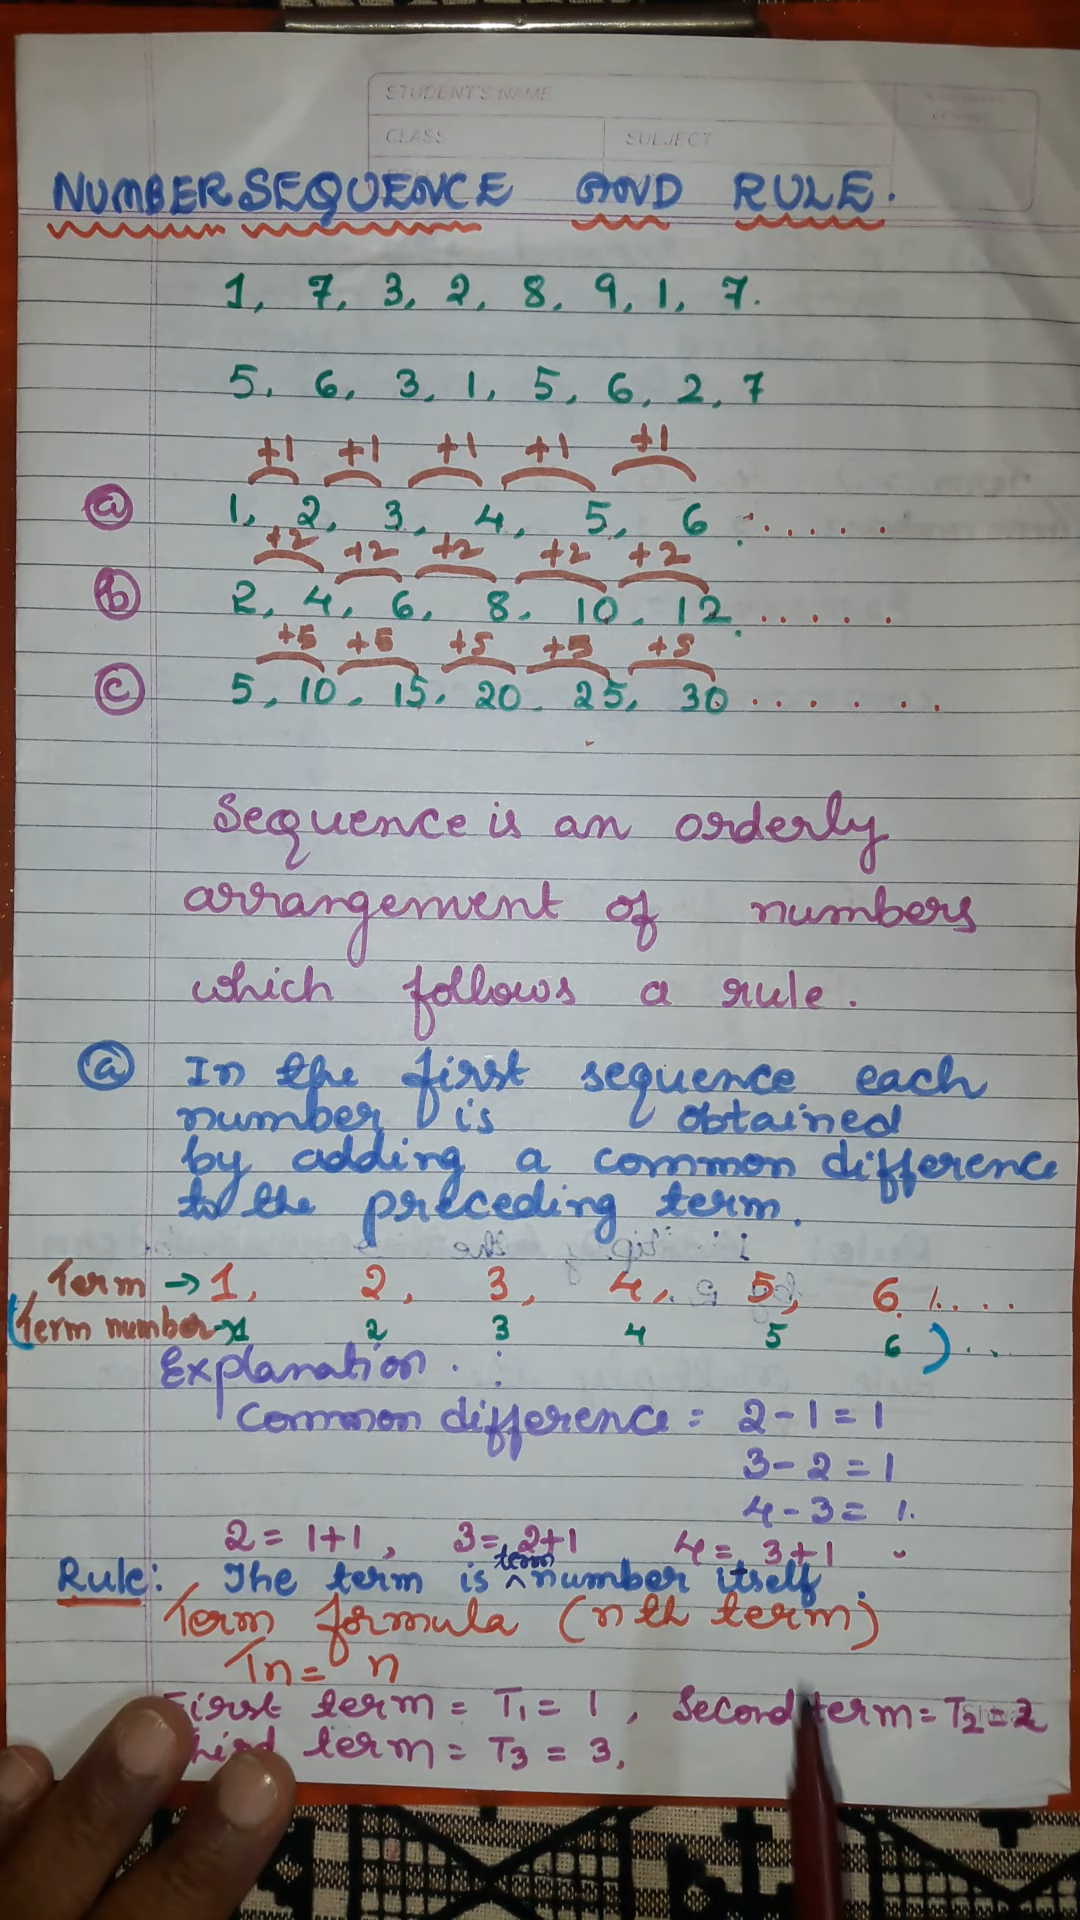 STUDENT'S NAME
CLASS
SUBJECT
NUMBER SEQUENCE AND RULE.
1, 7, 3, 2, 8, 9, 1, 7.
5, 6, 3, 1, 5, 6, 2, 7
+1 +1 +1 +1 +1
(a) 1, 2, 3, 4, 5, 6 . . . . . .
+2 +2 +2 +2 +2
(b) 2, 4, 6, 8, 10, 12 . . . . . .
+5 +5 +5 +5 +5
(c) 5, 10, 15, 20, 25, 30 . . . . . .
Sequence is an orderly
arrangement of numbers
which follows a rule.
(a) In the first sequence each
number is obtained
by adding a common difference
to the preceding term.
Term → 1, 2, 3, 4, 5, 6, . . . .
(Term number → 1 2 3 4 5 6 ) . . .
Explanation :
Common difference = 2 - 1 = 1
3 - 2 = 1
4 - 3 = 1.
2 = 1+1, 3 = 2+1 4 = 3+1
Rule: The term is term number itself.
Term formula (nth term)
Tn = n
First term = T1 = 1, Second term = T2 = 2
Third term = T3 = 3,